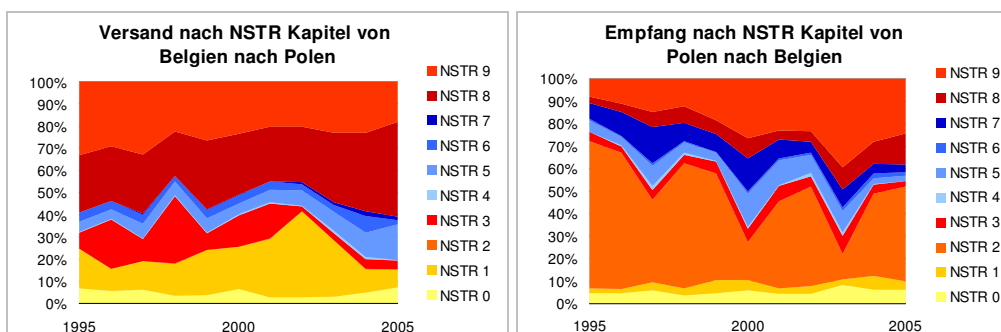 Versand nach NSTR Kapitel von
Belgien nach Polen
100%
90%
80%
70%
60%
50%
40%
30%
20%
10%
0%
1995 2000 2005
NSTR 9
NSTR 8
NSTR 7
NSTR 6
NSTR 5
NSTR 4
NSTR 3
NSTR 2
NSTR 1
NSTR 0
Empfang nach NSTR Kapitel von
Polen nach Belgien
100%
90%
80%
70%
60%
50%
40%
30%
20%
10%
0%
1995 2000 2005
NSTR 9
NSTR 8
NSTR 7
NSTR 6
NSTR 5
NSTR 4
NSTR 3
NSTR 2
NSTR 1
NSTR 0